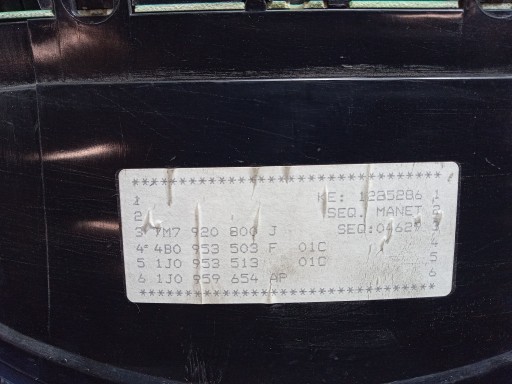 ************************************
1 KE: 12B52B6 1
2 SEQ. MANET 2
3 7M7 920 800 J SEQ:0462 3
4 4B0 953 503 F 01C 4
5 1J0 953 513 01C 5
6 1J0 959 654 AP 6
************************************